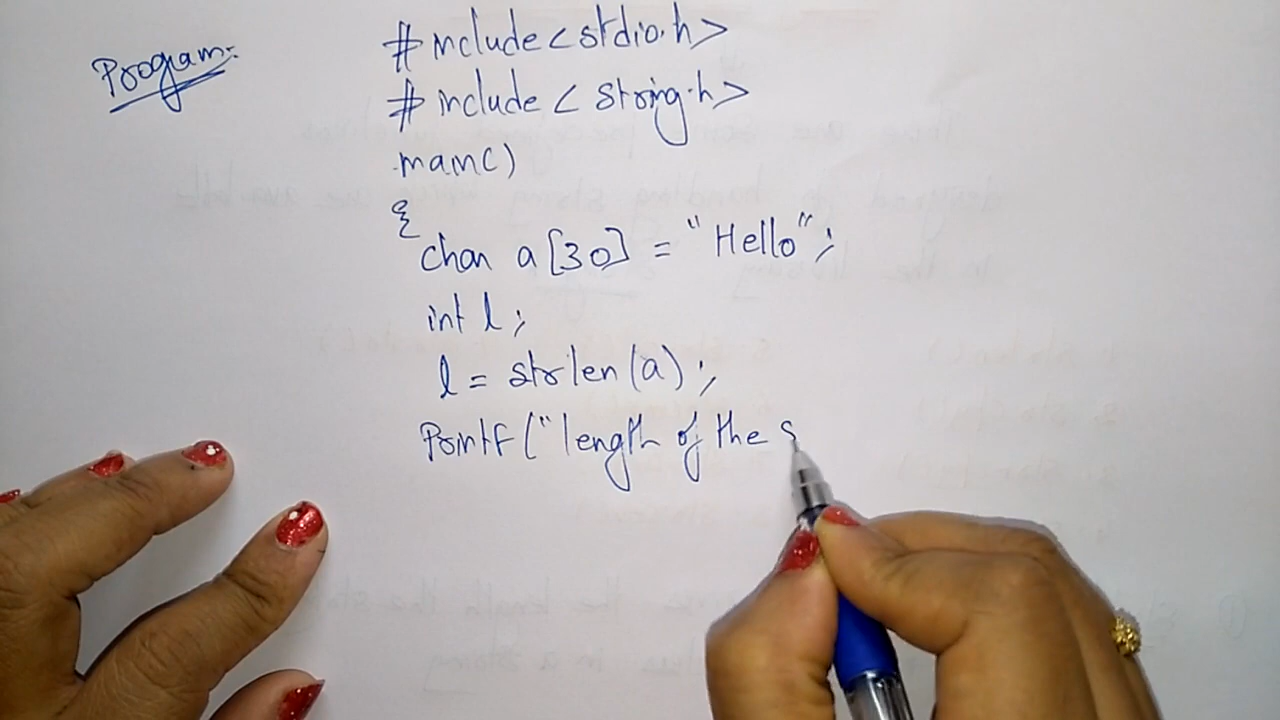 Program:
#include<stdio.h>
#include< string.h>
main()
{
char a[30] = "Hello";
int l;
l = strlen(a);
Printf("length of the s